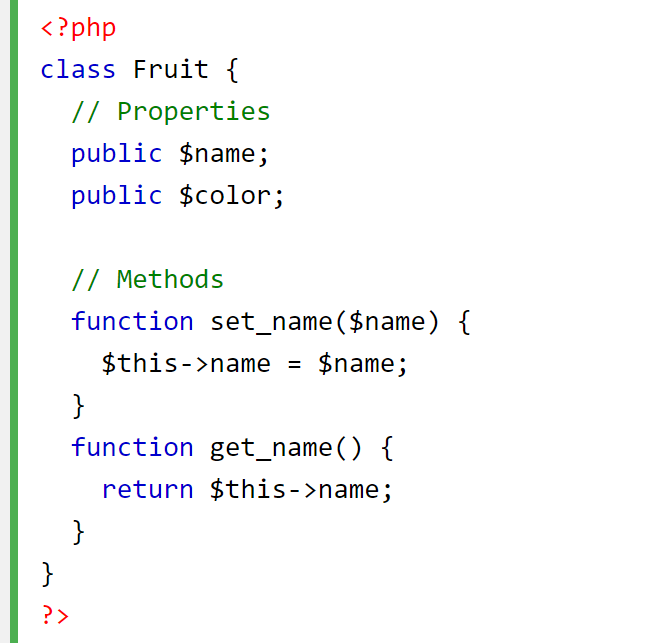 <?php
class Fruit {
  // Properties
  public $name;
  public $color;

  // Methods
  function set_name($name) {
    $this->name = $name;
  }
  function get_name() {
    return $this->name;
  }
}
?>